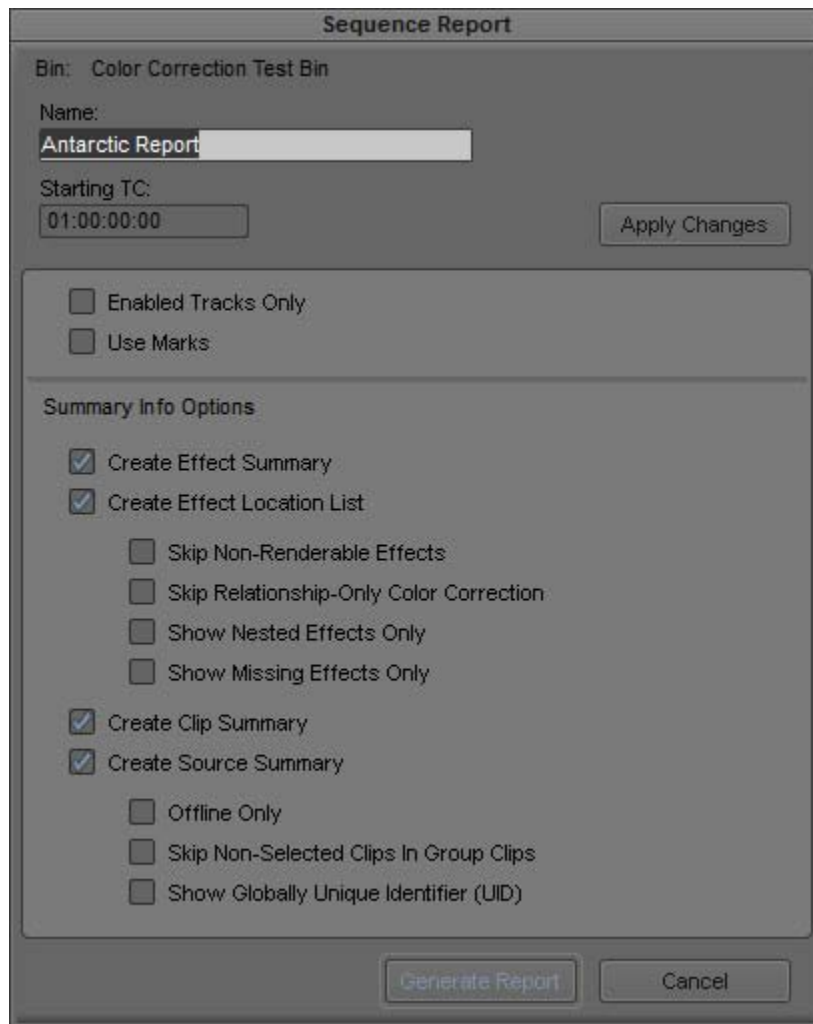 Sequence Report
Bin: Color Correction Test Bin
Name:
Antarctic Report
Starting TC:
01:00:00:00
Apply Changes
Enabled Tracks Only
Use Marks
Summary Info Options
Create Effect Summary
Create Effect Location List
Skip Non-Renderable Effects
Skip Relationship-Only Color Correction
Show Nested Effects Only
Show Missing Effects Only
Create Clip Summary
Create Source Summary
Offline Only
Skip Non-Selected Clips In Group Clips
Show Globally Unique Identifier (UID)
Generate Report
Cancel